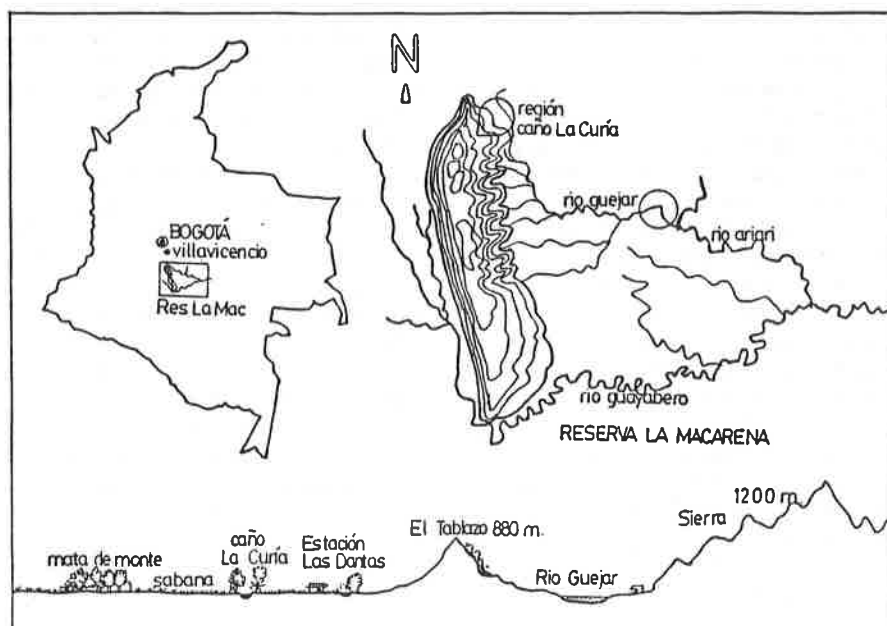 N
región
caño La Curía
BOGOTÁ
villavicencio
Res La Mac
rio guejar
rio ariari
rio guayabero
RESERVA LA MACARENA
1200 m.
Sierra
El Tablazo 880 m.
caño
La Curía
Estación
Las Dantas
mata de monte
sabana
Rio Guejar